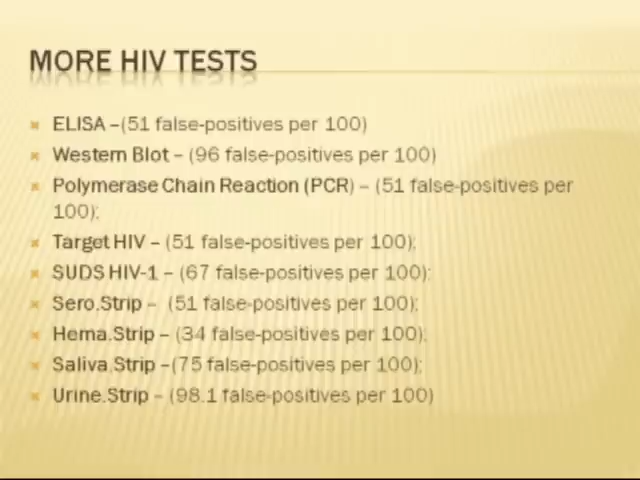 MORE HIV TESTS
ELISA –(51 false-positives per 100)
Western Blot – (96 false-positives per 100)
Polymerase Chain Reaction (PCR) – (51 false-positives per
100);
Target HIV – (51 false-positives per 100);
SUDS HIV-1 – (67 false-positives per 100);
Sero.Strip – (51 false-positives per 100);
Hema.Strip – (34 false-positives per 100);
Saliva.Strip –(75 false-positives per 100);
Urine.Strip – (98.1 false-positives per 100)